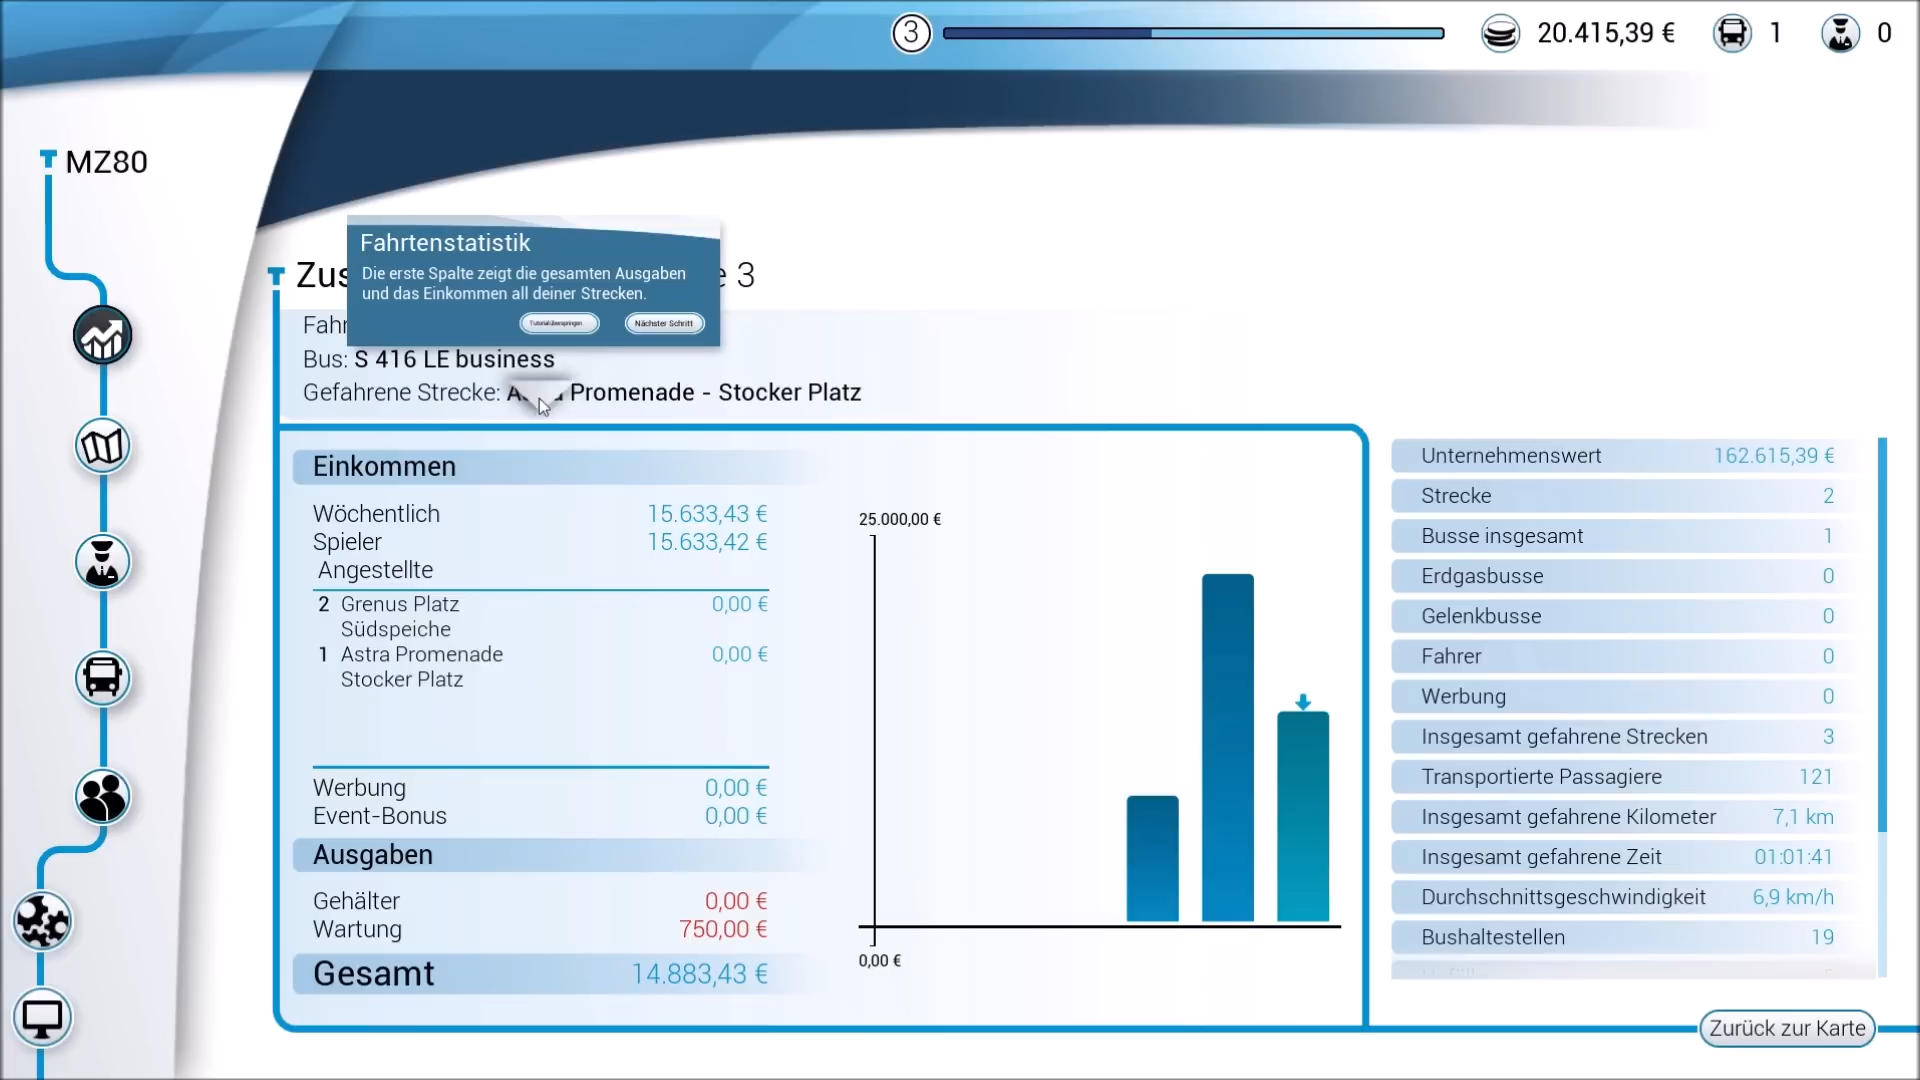 3
20.415,39 €
1
0
MZ80
Fahrtenstatistik
Die erste Spalte zeigt die gesamten Ausgaben
und das Einkommen all deiner Strecken.
Tutorial überspringen
Nächster Schritt
3
Bus: S 416 LE business
Gefahrene Strecke: Promenade - Stocker Platz
Einkommen
Wöchentlich 15.633,43 €
Spieler 15.633,42 €
Angestellte
2 Grenus Platz 0,00 €
Südspeiche
1 Astra Promenade 0,00 €
Stocker Platz
Werbung 0,00 €
Event-Bonus 0,00 €
Ausgaben
Gehälter 0,00 €
Wartung 750,00 €
Gesamt 14.883,43 €
25.000,00 €
0,00 €
Unternehmenswert 162.615,39 €
Strecke 2
Busse insgesamt 1
Erdgasbusse 0
Gelenkbusse 0
Fahrer 0
Werbung 0
Insgesamt gefahrene Strecken 3
Transportierte Passagiere 121
Insgesamt gefahrene Kilometer 7,1 km
Insgesamt gefahrene Zeit 01:01:41
Durchschnittsgeschwindigkeit 6,9 km/h
Bushaltestellen 19
Zurück zur Karte